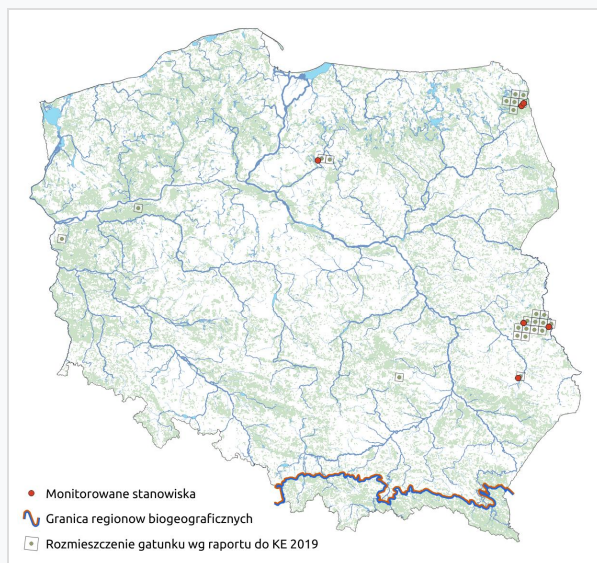 Monitorowane stanowiska
Granica regionow biogeograficznych
Rozmieszczenie gatunku wg raportu do KE 2019